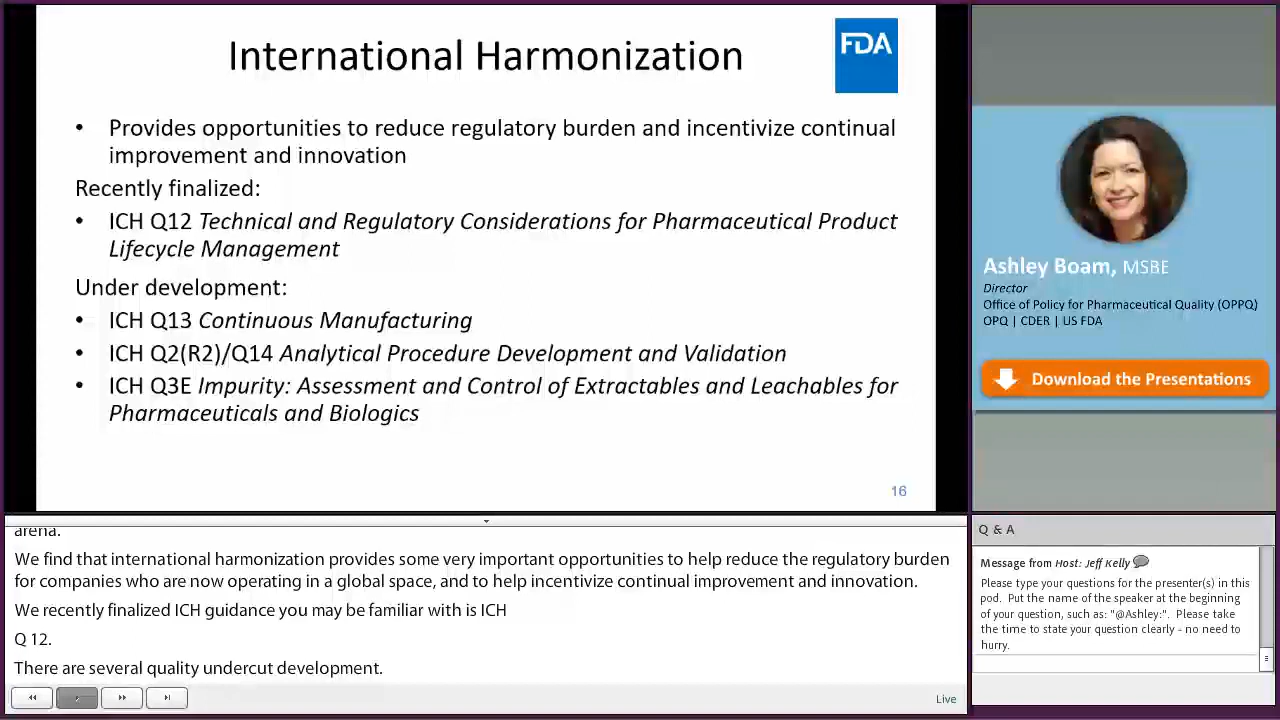 International Harmonization
FDA
• Provides opportunities to reduce regulatory burden and incentivize continual
improvement and innovation
Recently finalized:
• ICH Q12 Technical and Regulatory Considerations for Pharmaceutical Product
Lifecycle Management
Under development:
• ICH Q13 Continuous Manufacturing
• ICH Q2(R2)/Q14 Analytical Procedure Development and Validation
• ICH Q3E Impurity: Assessment and Control of Extractables and Leachables for
Pharmaceuticals and Biologics
16
Ashley Boam, MSBE
Director
Office of Policy for Pharmaceutical Quality (OPPQ)
OPQ | CDER | US FDA
Download the Presentations
arena.
We find that international harmonization provides some very important opportunities to help reduce the regulatory burden
for companies who are now operating in a global space, and to help incentivize continual improvement and innovation.
We recently finalized ICH guidance you may be familiar with is ICH
Q 12.
There are several quality undercut development.
Live
Q & A
Message from Host: Jeff Kelly
Please type your questions for the presenter(s) in this
pod. Put the name of the speaker at the beginning
of your question, such as: "@Ashley:". Please take
the time to state your question clearly - no need to
hurry.